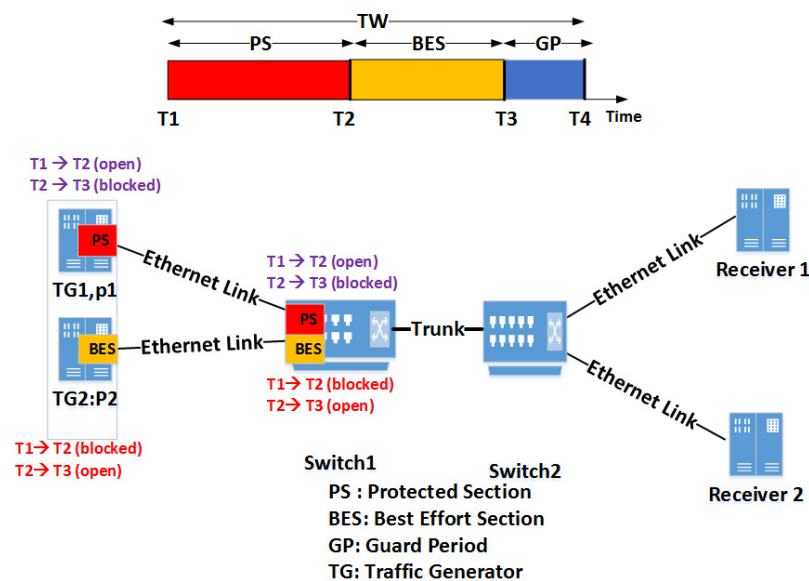 TW
PS BES GP
T1 T2 T3 T4 Time
T1 → T2 (open)
T2 → T3 (blocked)
PS
TG1,p1
Ethernet Link
BES
TG2:P2
Ethernet Link
T1→ T2 (blocked)
T2→ T3 (open)
T1 → T2 (open)
T2 → T3 (blocked)
PS
BES
T1→ T2 (blocked)
T2→ T3 (open)
Switch1
Trunk
Switch2
Ethernet Link
Receiver 1
Ethernet Link
Receiver 2
PS : Protected Section
BES: Best Effort Section
GP: Guard Period
TG: Traffic Generator